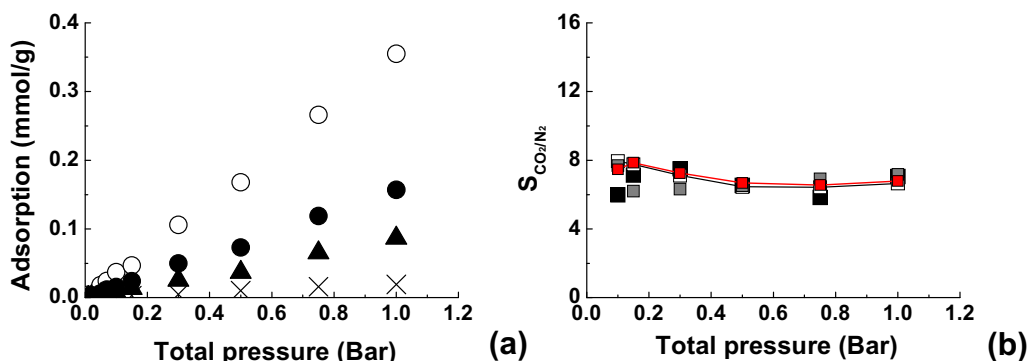 Adsorption (mmol/g)
0.4
0.3
0.2
0.1
0.0
0.0 0.2 0.4 0.6 0.8 1.0 1.2
Total pressure (Bar)
(a)
S CO2/N2
16
12
8
4
0
0.0 0.2 0.4 0.6 0.8 1.0 1.2
Total pressure (Bar)
(b)